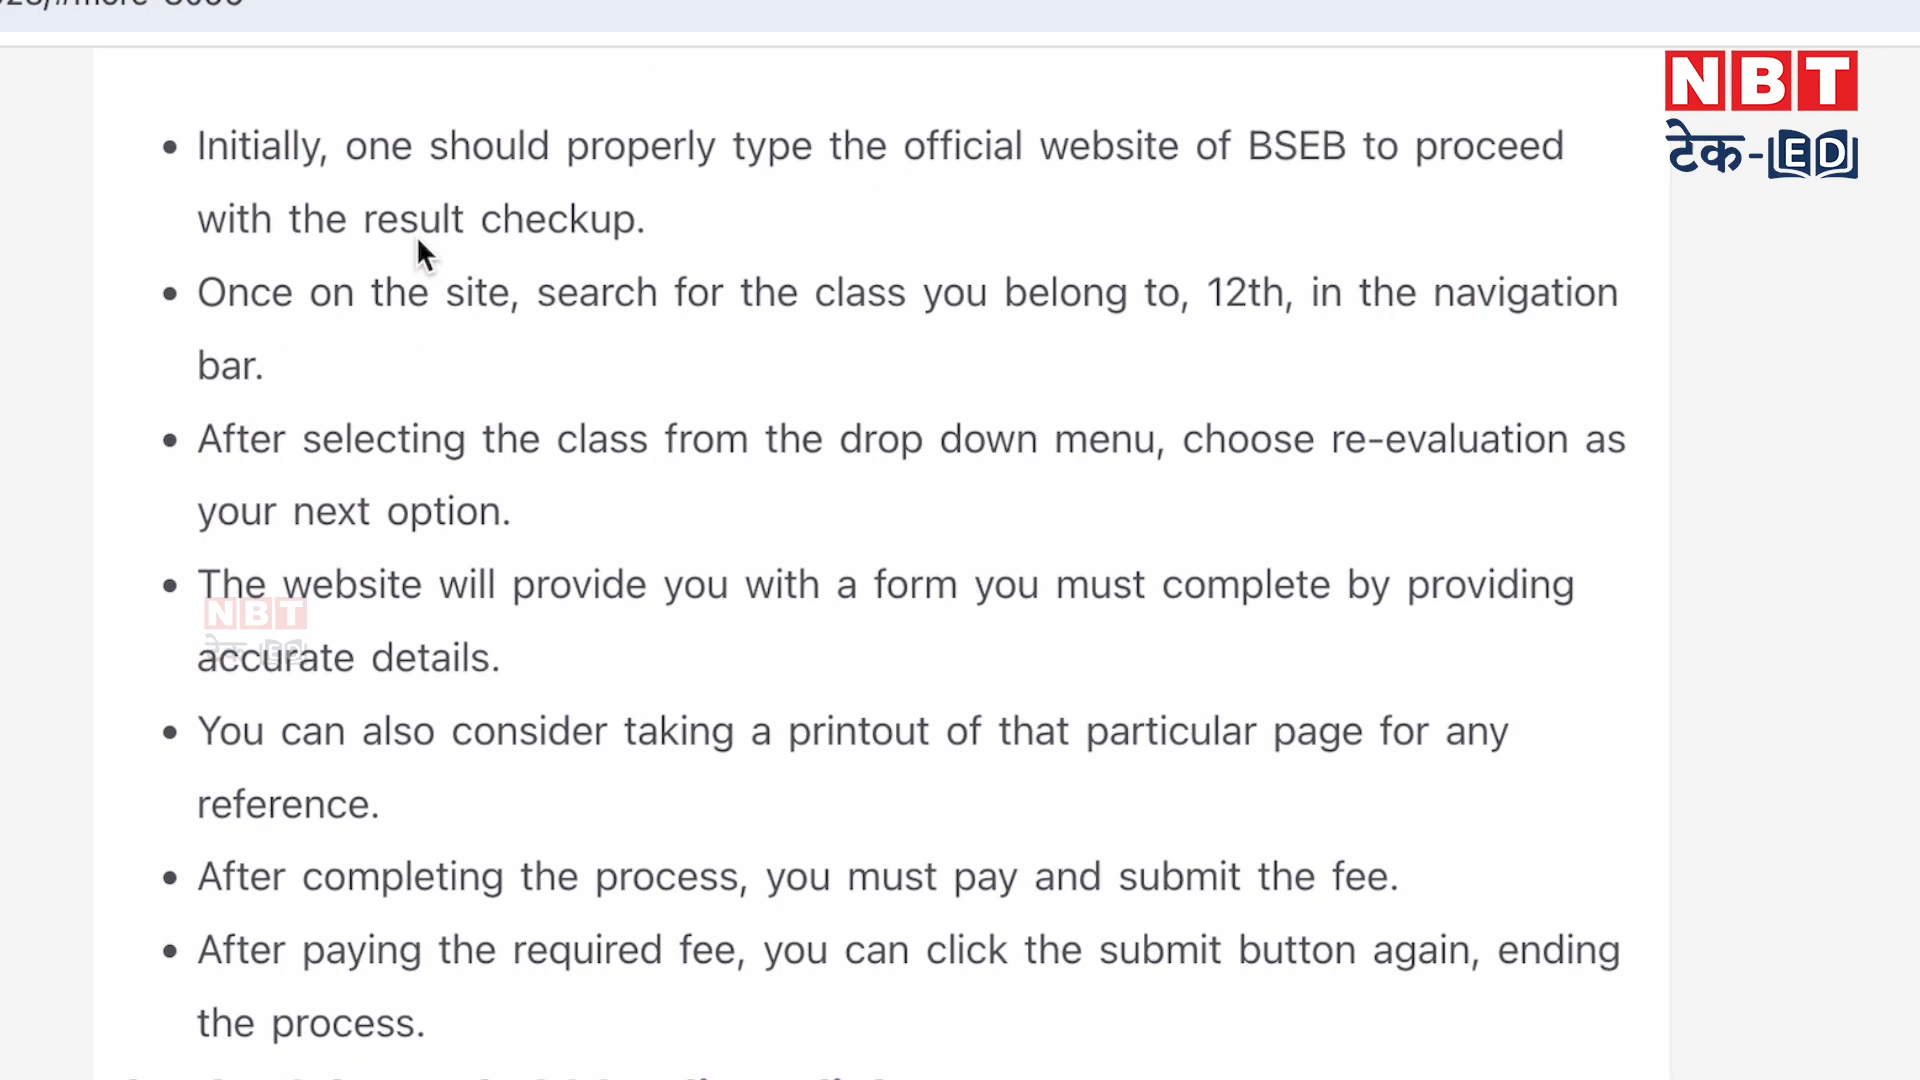 NBT
टेक-ED
• Initially, one should properly type the official website of BSEB to proceed
with the result checkup.
• Once on the site, search for the class you belong to, 12th, in the navigation
bar.
• After selecting the class from the drop down menu, choose re-evaluation as
your next option.
• The website will provide you with a form you must complete by providing
NBT
टेक-ED
accurate details.
• You can also consider taking a printout of that particular page for any
reference.
• After completing the process, you must pay and submit the fee.
• After paying the required fee, you can click the submit button again, ending
the process.